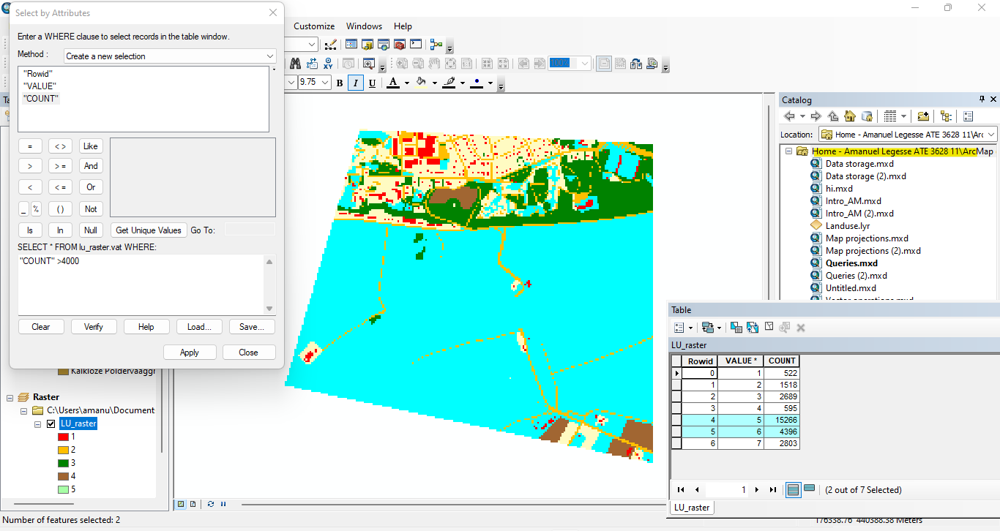 Select by Attributes
Enter a WHERE clause to select records in the table window.
Method :
Create a new selection
"Rowid"
"VALUE"
"COUNT"
= < > Like
> > = And
< < = Or
_ % ( ) Not
Is In Null Get Unique Values Go To:
SELECT * FROM lu_raster.vat WHERE:
"COUNT" >4000
Clear Verify Help Load... Save...
Apply Close
Customize Windows Help
100%
9.75 B I U A
Kalkloze Poldervaaggr
Raster
C:\Users\amanu\Document
LU_raster
1
2
3
4
5
Number of features selected: 2
Catalog
Location: Home - Amanuel Legesse ATE 3628 11\Arc
Home - Amanuel Legesse ATE 3628 11\ArcMap
Data storage.mxd
Data storage (2).mxd
hi.mxd
Intro_AM.mxd
Intro_AM (2).mxd
Landuse.lyr
Map projections.mxd
Map projections (2).mxd
Queries.mxd
Queries (2).mxd
Untitled.mxd
Vector operations.mxd
Table
LU_raster
Rowid VALUE * COUNT
0 1 522
1 2 1518
2 3 2689
3 4 595
4 5 15266
5 6 4396
6 7 2803
1 (2 out of 7 Selected)
LU_raster
176338.76 440388.38 Meters